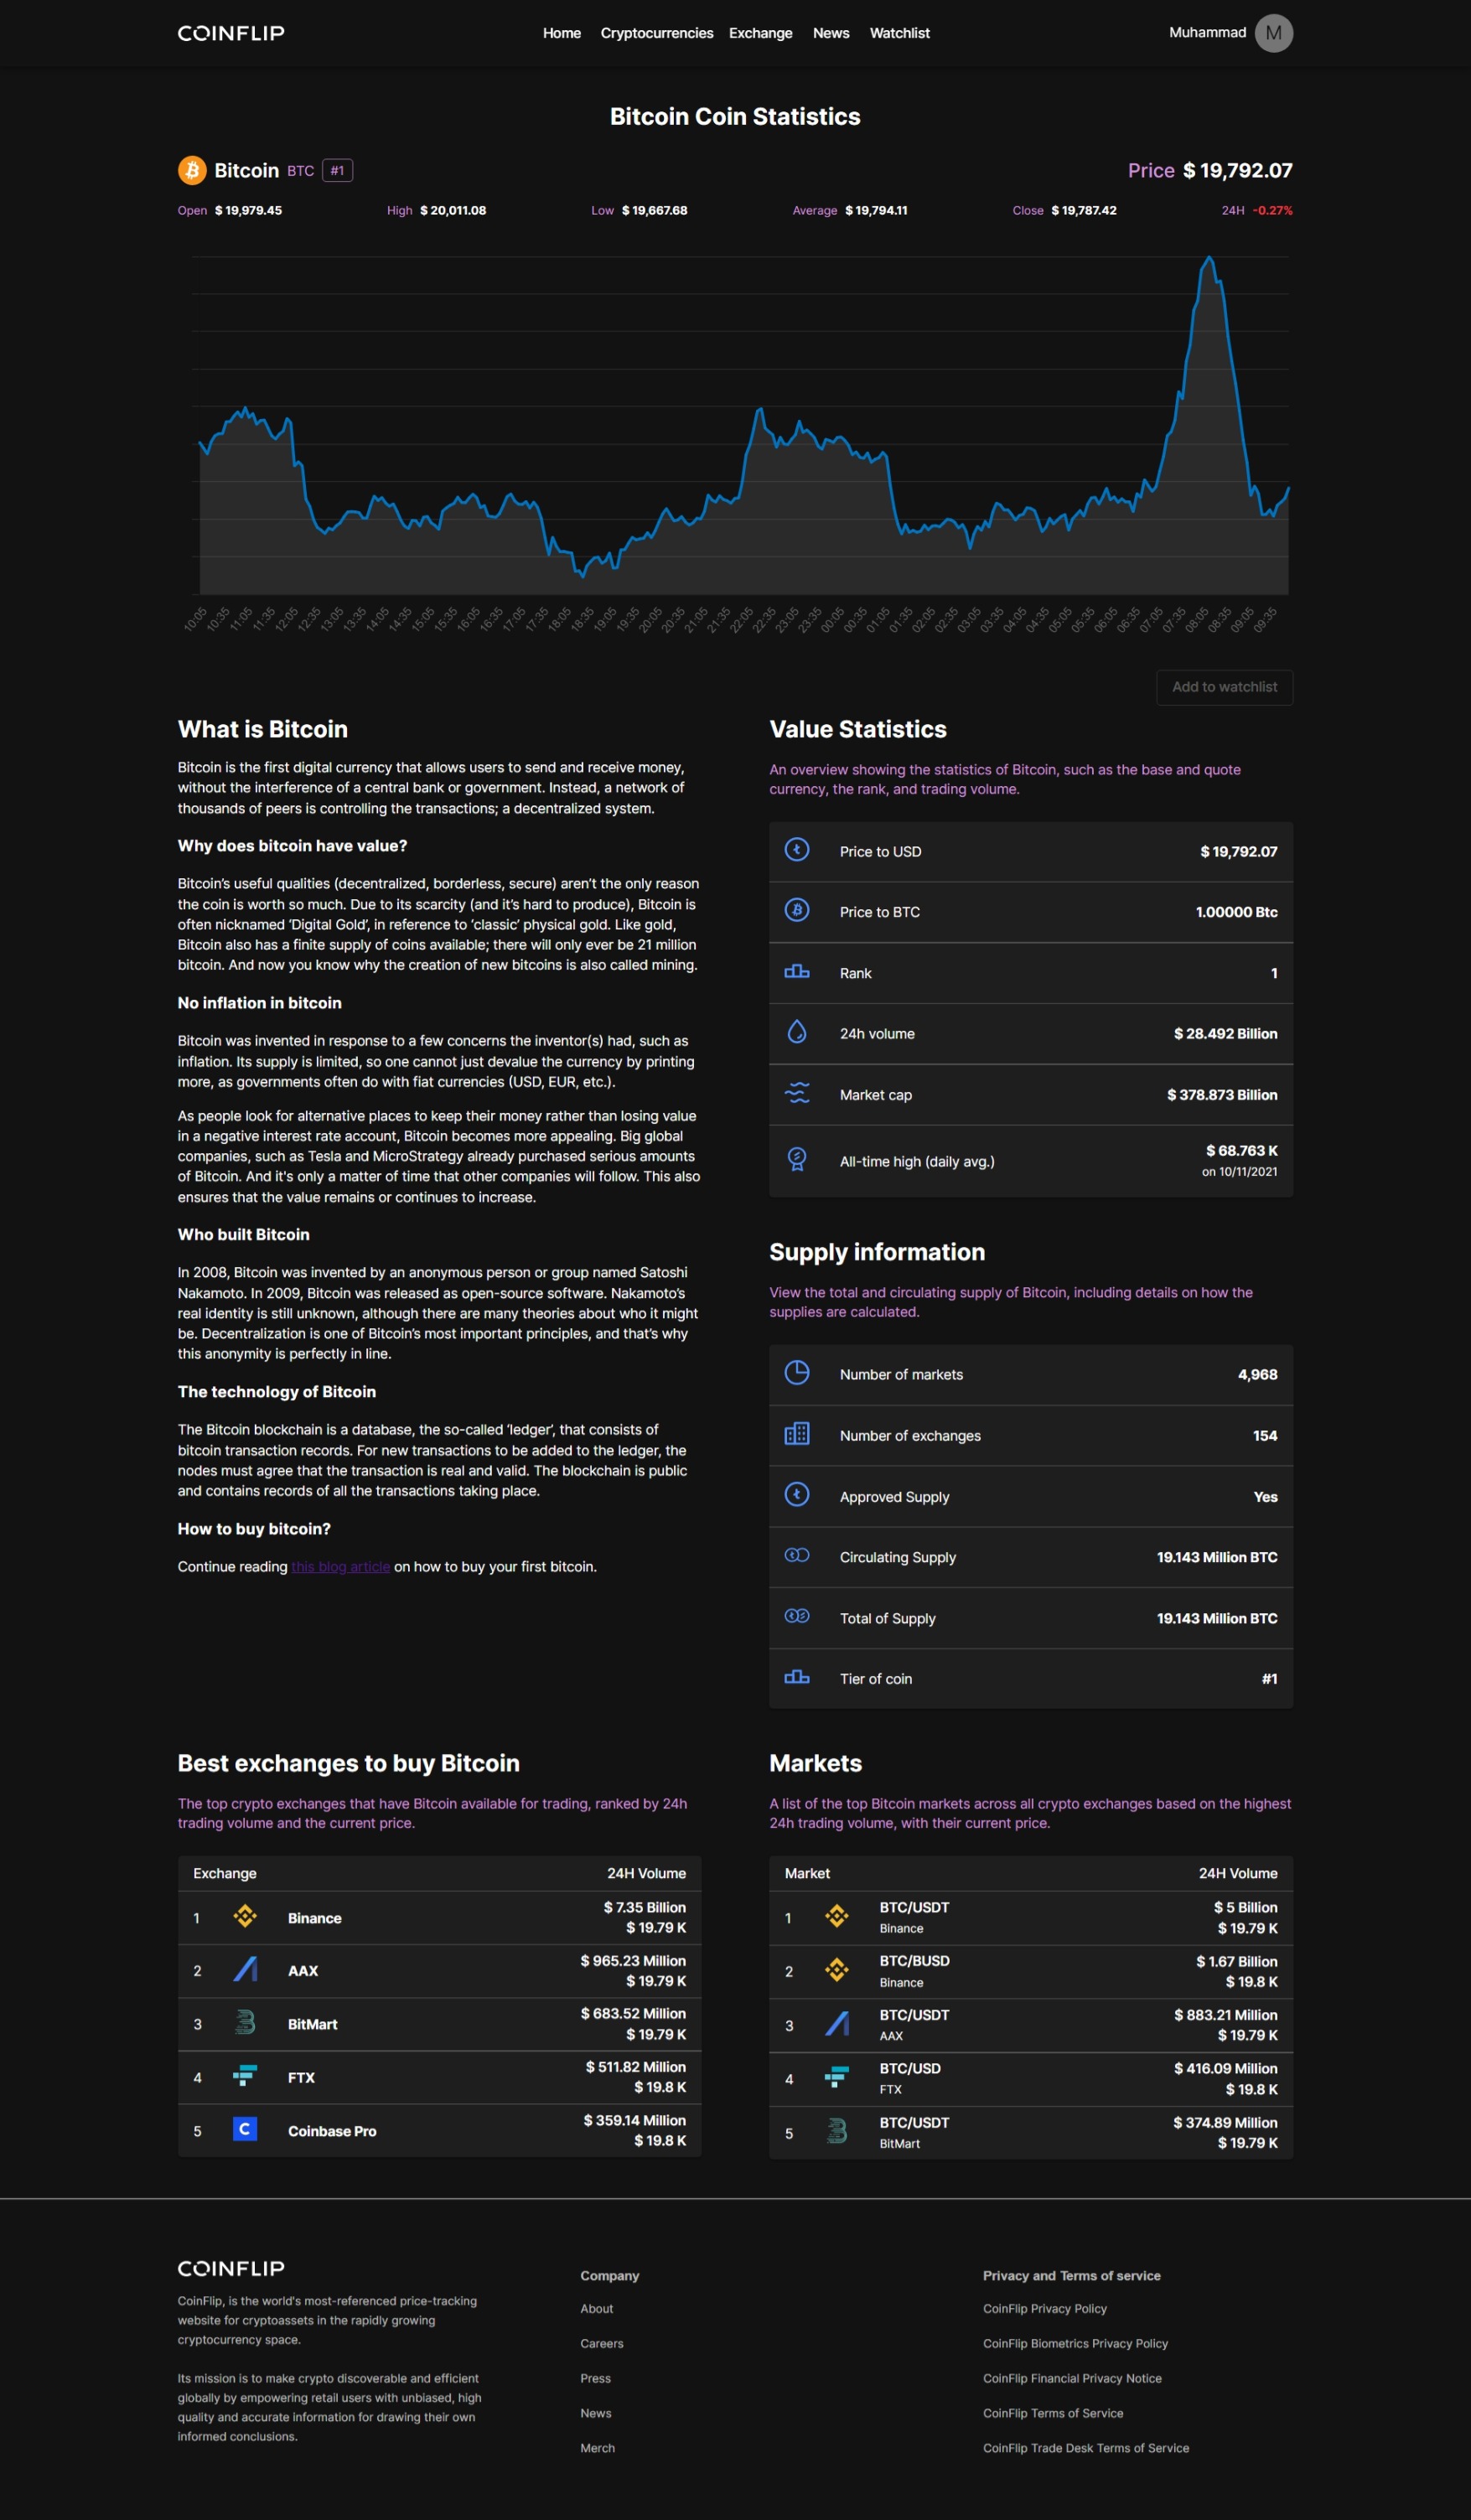 COINFLIP
Home Cryptocurrencies Exchange News Watchlist
Muhammad M
Bitcoin Coin Statistics
Bitcoin BTC #1
Price $ 19,792.07
Open $ 19,979.45 High $ 20,011.08 Low $ 19,667.68 Average $ 19,794.11 Close $ 19,787.42 24H -0.27%
10:05 10:35 11:05 11:35 12:05 12:35 13:05 13:35 14:05 14:35 15:05 15:35 16:05 16:35 17:05 17:35 18:05 18:35 19:05 19:35 20:05 20:35 21:05 21:35 22:05 22:35 23:05 23:35 00:05 00:35 01:05 01:35 02:05 02:35 03:05 03:35 04:05 04:35 05:05 05:35 06:05 06:35 07:05 07:35 08:05 08:35 09:05 09:35
Add to watchlist
What is Bitcoin
Bitcoin is the first digital currency that allows users to send and receive money,
without the interference of a central bank or government. Instead, a network of
thousands of peers is controlling the transactions; a decentralized system.
Why does bitcoin have value?
Bitcoin's useful qualities (decentralized, borderless, secure) aren't the only reason
the coin is worth so much. Due to its scarcity (and it's hard to produce), Bitcoin is
often nicknamed 'Digital Gold', in reference to 'classic' physical gold. Like gold,
Bitcoin also has a finite supply of coins available; there will only ever be 21 million
bitcoin. And now you know why the creation of new bitcoins is also called mining.
No inflation in bitcoin
Bitcoin was invented in response to a few concerns the inventor(s) had, such as
inflation. Its supply is limited, so one cannot just devalue the currency by printing
more, as governments often do with fiat currencies (USD, EUR, etc.).
As people look for alternative places to keep their money rather than losing value
in a negative interest rate account, Bitcoin becomes more appealing. Big global
companies, such as Tesla and MicroStrategy already purchased serious amounts
of Bitcoin. And it's only a matter of time that other companies will follow. This also
ensures that the value remains or continues to increase.
Who built Bitcoin
In 2008, Bitcoin was invented by an anonymous person or group named Satoshi
Nakamoto. In 2009, Bitcoin was released as open-source software. Nakamoto's
real identity is still unknown, although there are many theories about who it might
be. Decentralization is one of Bitcoin's most important principles, and that's why
this anonymity is perfectly in line.
The technology of Bitcoin
The Bitcoin blockchain is a database, the so-called 'ledger', that consists of
bitcoin transaction records. For new transactions to be added to the ledger, the
nodes must agree that the transaction is real and valid. The blockchain is public
and contains records of all the transactions taking place.
How to buy bitcoin?
Continue reading this blog article on how to buy your first bitcoin.
Value Statistics
An overview showing the statistics of Bitcoin, such as the base and quote
currency, the rank, and trading volume.
Price to USD $ 19,792.07
Price to BTC 1.00000 Btc
Rank 1
24h volume $ 28.492 Billion
Market cap $ 378.873 Billion
All-time high (daily avg.) $ 68.763 K
on 10/11/2021
Supply information
View the total and circulating supply of Bitcoin, including details on how the
supplies are calculated.
Number of markets 4,968
Number of exchanges 154
Approved Supply Yes
Circulating Supply 19.143 Million BTC
Total of Supply 19.143 Million BTC
Tier of coin #1
Best exchanges to buy Bitcoin
The top crypto exchanges that have Bitcoin available for trading, ranked by 24h
trading volume and the current price.
Exchange 24H Volume
1 Binance $ 7.35 Billion
$ 19.79 K
2 AAX $ 965.23 Million
$ 19.79 K
3 BitMart $ 683.52 Million
$ 19.79 K
4 FTX $ 511.82 Million
$ 19.8 K
5 Coinbase Pro $ 359.14 Million
$ 19.8 K
Markets
A list of the top Bitcoin markets across all crypto exchanges based on the highest
24h trading volume, with their current price.
Market 24H Volume
1 BTC/USDT $ 5 Billion
Binance $ 19.79 K
2 BTC/BUSD $ 1.67 Billion
Binance $ 19.8 K
3 BTC/USDT $ 883.21 Million
AAX $ 19.79 K
4 BTC/USD $ 416.09 Million
FTX $ 19.8 K
5 BTC/USDT $ 374.89 Million
BitMart $ 19.79 K
COINFLIP
CoinFlip, is the world's most-referenced price-tracking
website for cryptoassets in the rapidly growing
cryptocurrency space.
Its mission is to make crypto discoverable and efficient
globally by empowering retail users with unbiased, high
quality and accurate information for drawing their own
informed conclusions.
Company
About
Careers
Press
News
Merch
Privacy and Terms of service
CoinFlip Privacy Policy
CoinFlip Biometrics Privacy Policy
CoinFlip Financial Privacy Notice
CoinFlip Terms of Service
CoinFlip Trade Desk Terms of Service